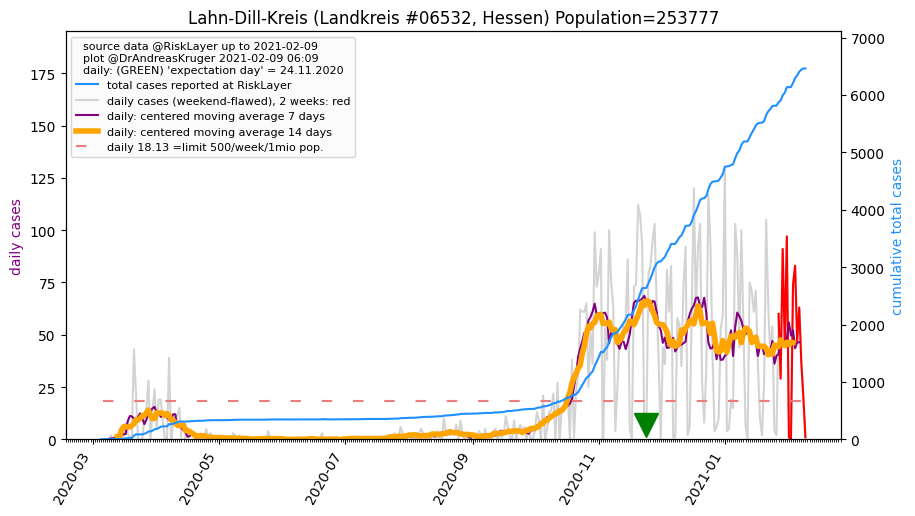 Lahn-Dill-Kreis (Landkreis #06532, Hessen) Population=253777
source data @RiskLayer up to 2021-02-09
plot @DrAndreasKruger 2021-02-09 06:09
daily: (GREEN) 'expectation day' = 24.11.2020
total cases reported at RiskLayer
daily cases (weekend-flawed), 2 weeks: red
daily: centered moving average 7 days
daily: centered moving average 14 days
daily 18.13 =limit 500/week/1mio pop.
daily cases
175
150
125
100
75
50
25
0
7000
6000
5000
4000
3000
2000
1000
0
cumulative total cases
2020-03
2020-05
2020-07
2020-09
2020-11
2021-01